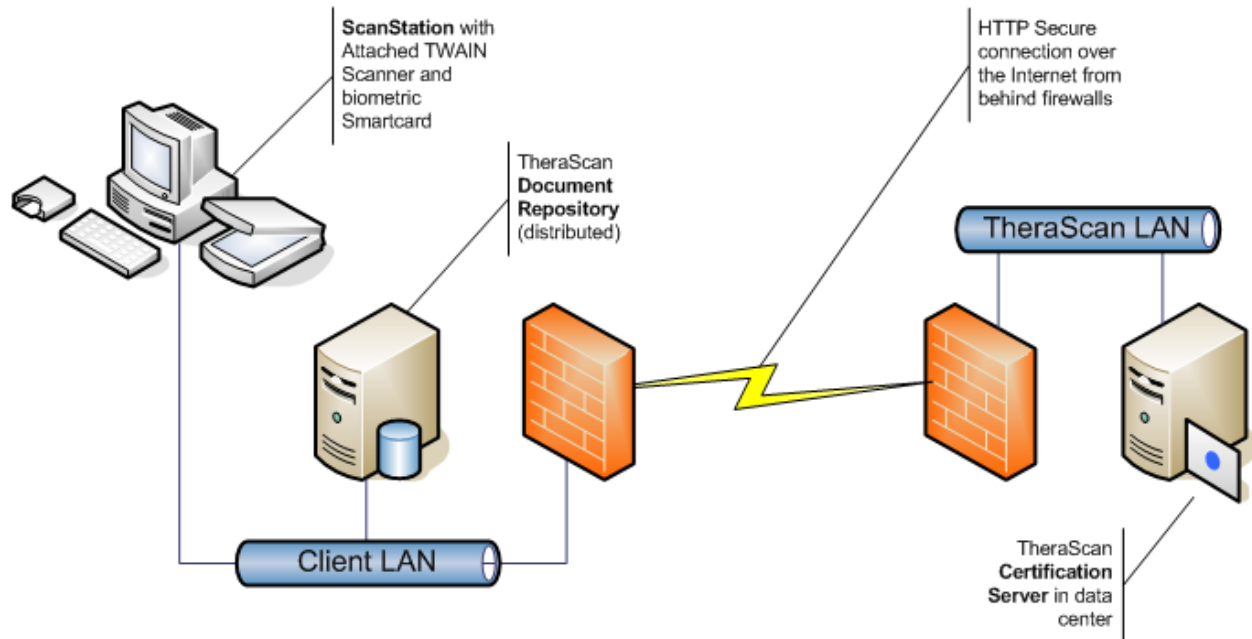 ScanStation with
Attached TWAIN
Scanner and
biometric
Smartcard
HTTP Secure
connection over
the Internet from
behind firewalls
TheraScan
Document
Repository
(distributed)
TheraScan LAN
Client LAN
TheraScan
Certification
Server in data
center